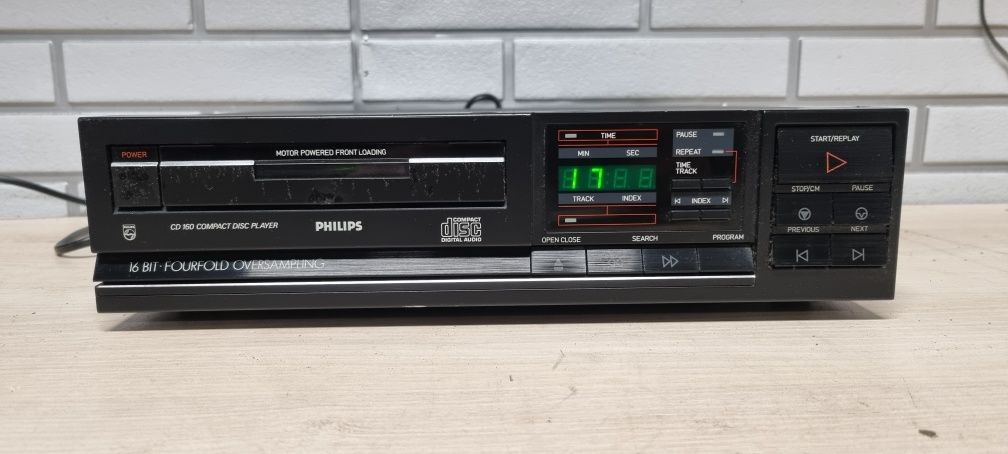 POWER
MOTOR POWERED FRONT LOADING
CD 160 COMPACT DISC PLAYER
PHILIPS
COMPACT
disc
DIGITAL AUDIO
16 BIT · FOURFOLD OVERSAMPLING
TIME
MIN SEC
17
TRACK INDEX
PAUSE
REPEAT
TIME
TRACK
INDEX
OPEN CLOSE SEARCH PROGRAM
START/REPLAY
STOP/CM PAUSE
PREVIOUS NEXT